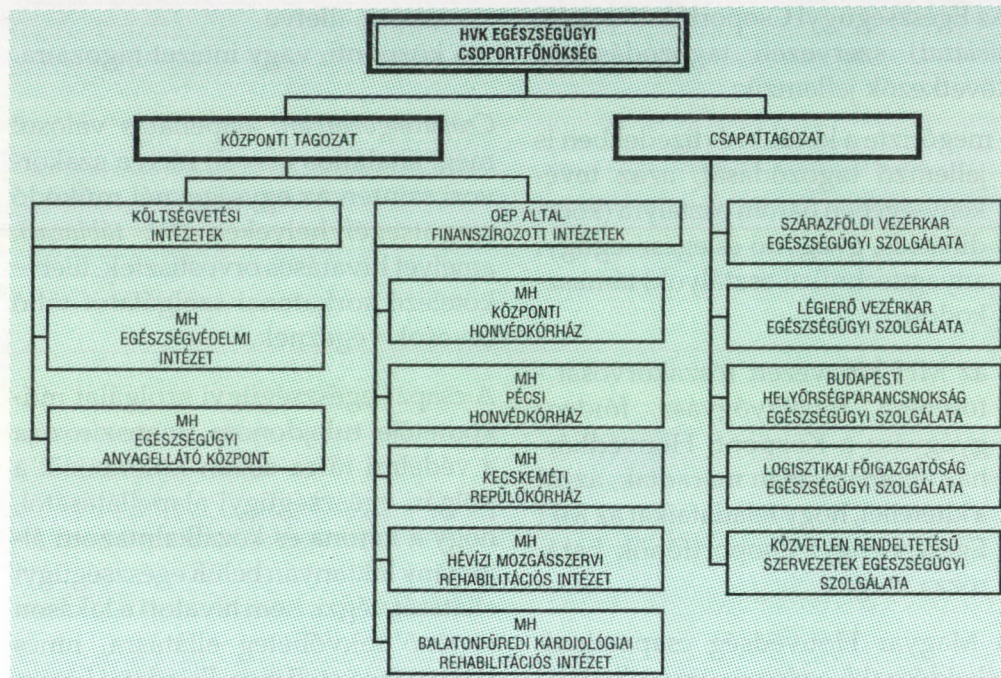 HVK EGÉSZSÉGÜGYI
CSOPORTFŐNÖKSÉG
KÖZPONTI TAGOZAT
CSAPATTAGOZAT
KÖLTSÉGVETÉSI
INTÉZETEK
MH
EGÉSZSÉGVÉDELMI
INTÉZET
MH
EGÉSZSÉGÜGYI
ANYAGELLÁTÓ KÖZPONT
OEP ÁLTAL
FINANSZÍROZOTT INTÉZETEK
MH
KÖZPONTI
HONVÉDKÓRHÁZ
MH
PÉCSI
HONVÉDKÓRHÁZ
MH
KECSKEMÉTI
REPÜLŐKÓRHÁZ
MH
HÉVÍZI MOZGÁSSZERVI
REHABILITÁCIÓS INTÉZET
MH
BALATONFÜREDI KARDIOLÓGIAI
REHABILITÁCIÓS INTÉZET
SZÁRAZFÖLDI VEZÉRKAR
EGÉSZSÉGÜGYI SZOLGÁLATA
LÉGIERŐ VEZÉRKAR
EGÉSZSÉGÜGYI SZOLGÁLATA
BUDAPESTI
HELYŐRSÉGPARANCSNOKSÁG
EGÉSZSÉGÜGYI SZOLGÁLATA
LOGISZTIKAI FŐIGAZGATÓSÁG
EGÉSZSÉGÜGYI SZOLGÁLATA
KÖZVETLEN RENDELTETÉSŰ
SZERVEZETEK EGÉSZSÉGÜGYI
SZOLGÁLATA